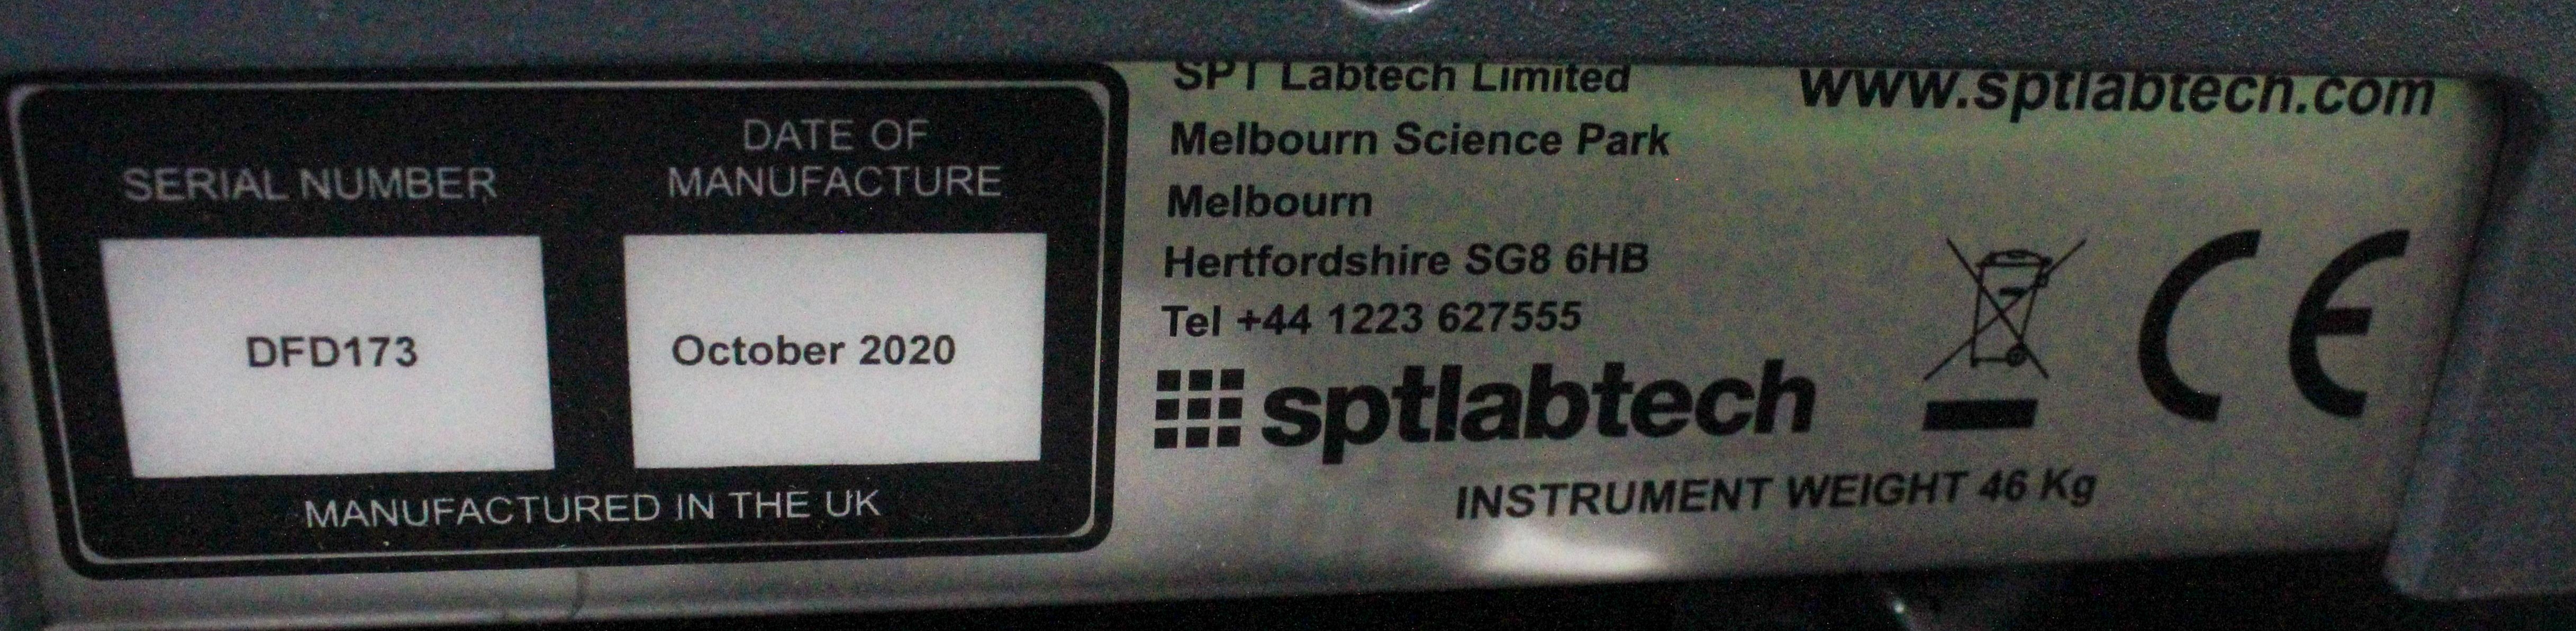 SERIAL NUMBER
DATE OF
MANUFACTURE
DFD173
October 2020
MANUFACTURED IN THE UK
SPT Labtech Limited
Melbourn Science Park
Melbourn
Hertfordshire SG8 6HB
Tel +44 1223 627555
www.sptlabtech.com
sptlabtech
CE
INSTRUMENT WEIGHT 46 Kg